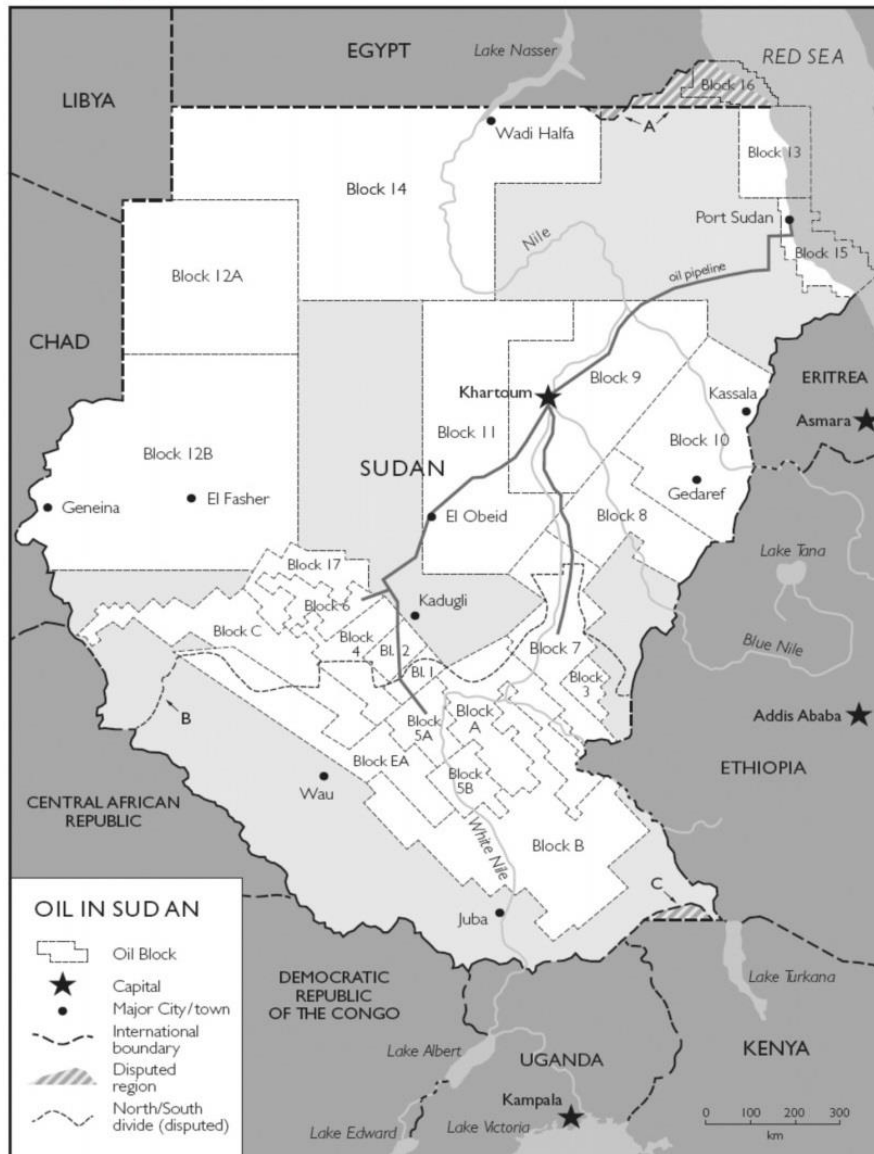 EGYPT
Lake Nasser
RED SEA
LIBYA
Block 16
A
Wadi Halfa
Block 13
Block 14
Port Sudan
Nile
Block 15
oil pipeline
Block 12A
CHAD
Khartoum
Block 9
Kassala
ERITREA
Asmara
Block 11
Block 10
Block 12B
SUDAN
Geneina
El Fasher
El Obeid
Gedaref
Block 8
Lake Tana
Block 17
Block 6
Kadugli
Block C
Block
4
Bl. 2
Bl. 1
Block 7
Blue Nile
Block
3
B
Block
5A
Block
A
Addis Ababa
Block EA
Block
5B
Wau
ETHIOPIA
CENTRAL AFRICAN
REPUBLIC
White Nile
Block B
C
Juba
OIL IN SUDAN
Oil Block
Capital
Major City/town
International
boundary
Disputed
region
North/South
divide (disputed)
DEMOCRATIC
REPUBLIC
OF THE CONGO
Lake Turkana
Lake Albert
UGANDA
KENYA
Kampala
Lake Edward
Lake Victoria
0 100 200 300
km